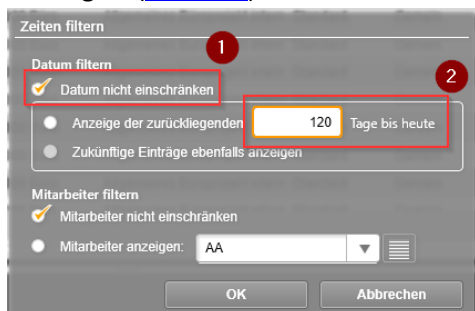 Zeiten filtern
1
Datum filtern
2
Datum nicht einschränken
Anzeige der zurückliegenden 120 Tage bis heute
Zukünftige Einträge ebenfalls anzeigen
Mitarbeiter filtern
Mitarbeiter nicht einschränken
Mitarbeiter anzeigen: AA
OK Abbrechen